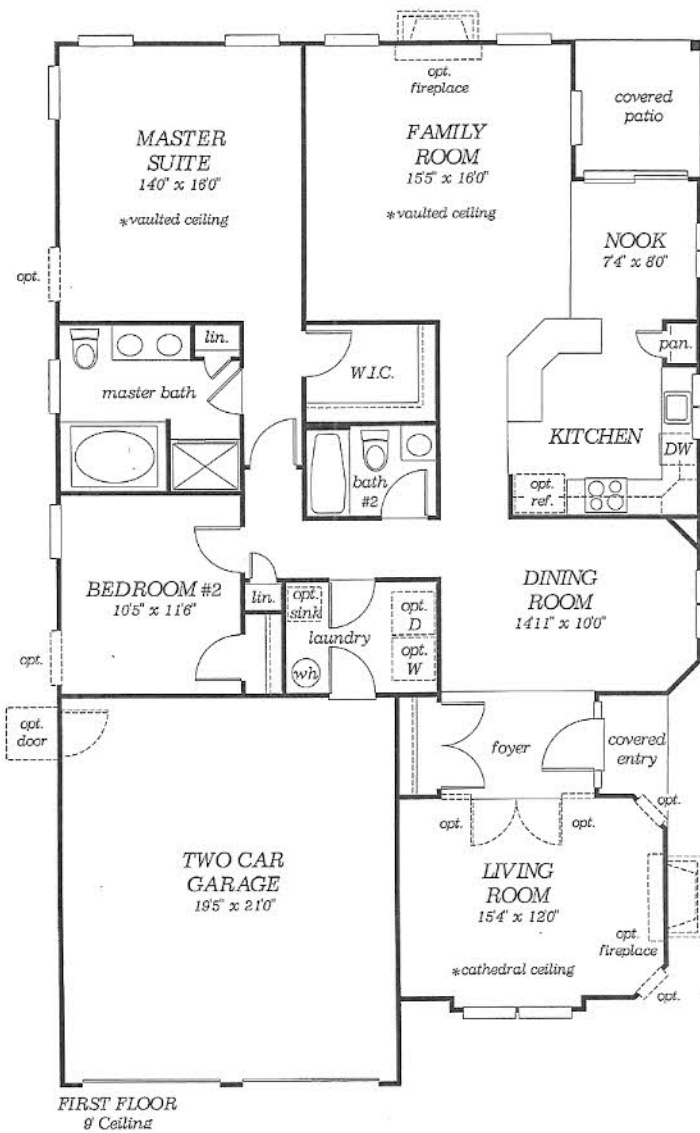 opt.
fireplace
covered
patio
MASTER
SUITE
14'0" x 16'0"
*vaulted ceiling
FAMILY
ROOM
15'5" x 16'0"
*vaulted ceiling
NOOK
7'4" x 8'0"
opt.
lin.
master bath
W.I.C.
pan.
KITCHEN
DW
opt.
ref.
bath
#2
BEDROOM #2
10'5" x 11'6"
lin.
opt.
sink
laundry
wh
opt.
D
opt.
W
DINING
ROOM
14'11" x 10'0"
opt.
opt.
door
foyer
covered
entry
opt.
opt.
opt.
TWO CAR
GARAGE
19'5" x 21'0"
LIVING
ROOM
15'4" x 12'0"
opt.
fireplace
*cathedral ceiling
opt.
FIRST FLOOR
9' Ceiling